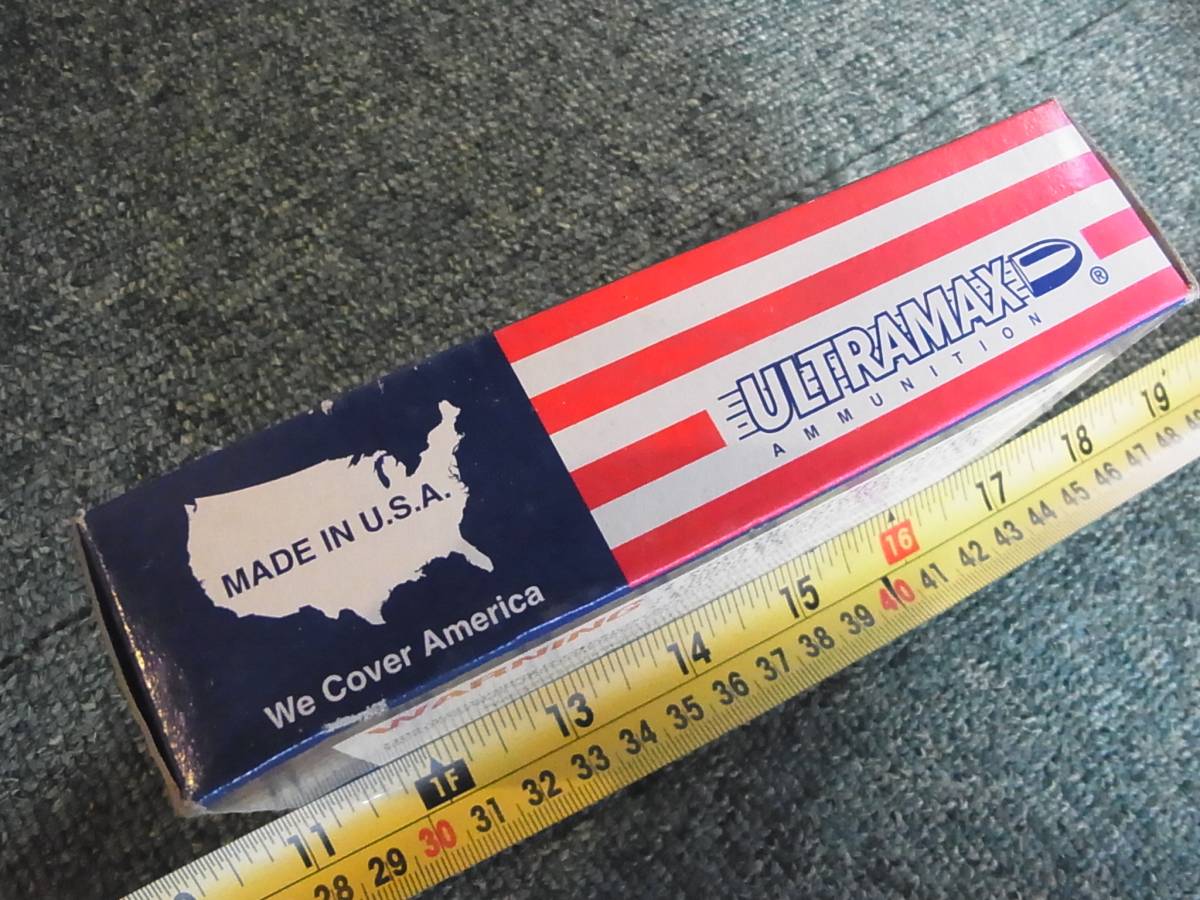 MADE IN U.S.A.
We Cover America
ULTRAMAX
®
AMMUNITION
WARNING
11 1F 13 14 15 16 17 18 19
28 29 30 31 32 33 34 35 36 37 38 39 40 41 42 43 44 45 46 47 48